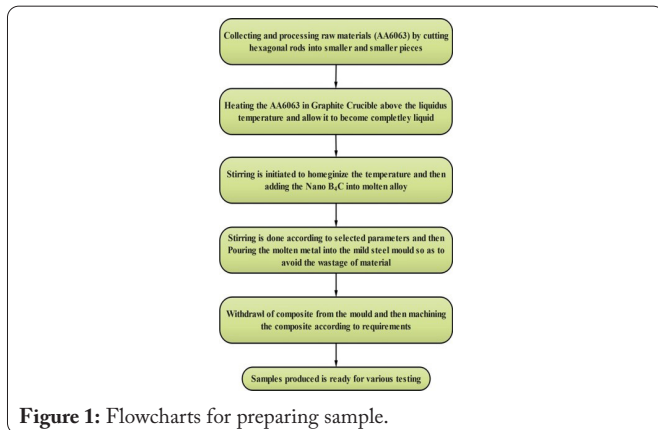 Collecting and processing raw materials (AA6063) by cutting
hexagonal rods into smaller and smaller pieces
Heating the AA6063 in Graphite Crucible above the liquidus
temperature and allow it to become completley liquid
Stirring is initiated to homeginize the temperature and then
adding the Nano B₄C into molten alloy
Stirring is done according to selected parameters and then
Pouring the molten metal into the mild steel mould so as to
avoid the wastage of material
Withdrawl of composite from the mould and then machining
the composite according to requirements
Samples produced is ready for various testing
Figure 1: Flowcharts for preparing sample.